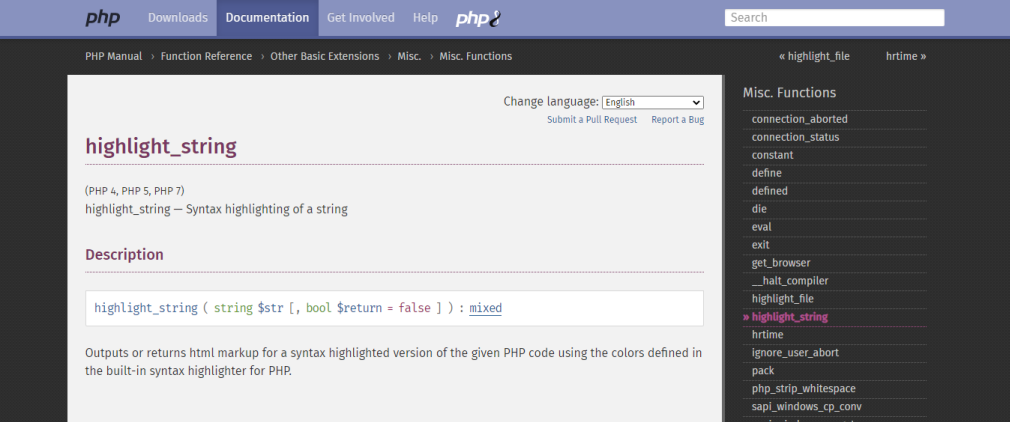 php Downloads Documentation Get Involved Help php8 Search
PHP Manual › Function Reference › Other Basic Extensions › Misc. › Misc. Functions « highlight_file hrtime »
Change language: English
Submit a Pull Request Report a Bug
highlight_string
(PHP 4, PHP 5, PHP 7)
highlight_string — Syntax highlighting of a string
Description
highlight_string ( string $str [, bool $return = false ] ) : mixed
Outputs or returns html markup for a syntax highlighted version of the given PHP code using the colors defined in
the built-in syntax highlighter for PHP.
Misc. Functions
connection_aborted
connection_status
constant
define
defined
die
eval
exit
get_browser
__halt_compiler
highlight_file
» highlight_string
hrtime
ignore_user_abort
pack
php_strip_whitespace
sapi_windows_cp_conv